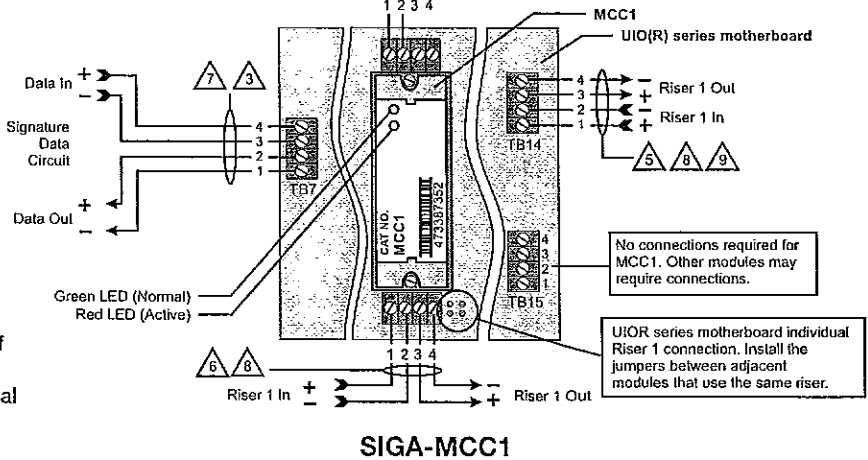 1 2 3 4
MCC1
UIO(R) series motherboard
Data In + −
7 3
Signature
Data
Circuit
4
3
2
1
TB7
Data Out + −
4 − Riser 1 Out
3 +
2 − Riser 1 In
1 +
TB14
5 8 9
CAT NO.
MCC1
473387352
4
3
2
1
TB15
No connections required for
MCC1. Other modules may
require connections.
Green LED (Normal)
Red LED (Active)
UIOR series motherboard individual
Riser 1 connection. Install the
jumpers between adjacent
modules that use the same riser.
of
al
6 8
1 2 3 4
Riser 1 In + −
− + Riser 1 Out
SIGA-MCC1